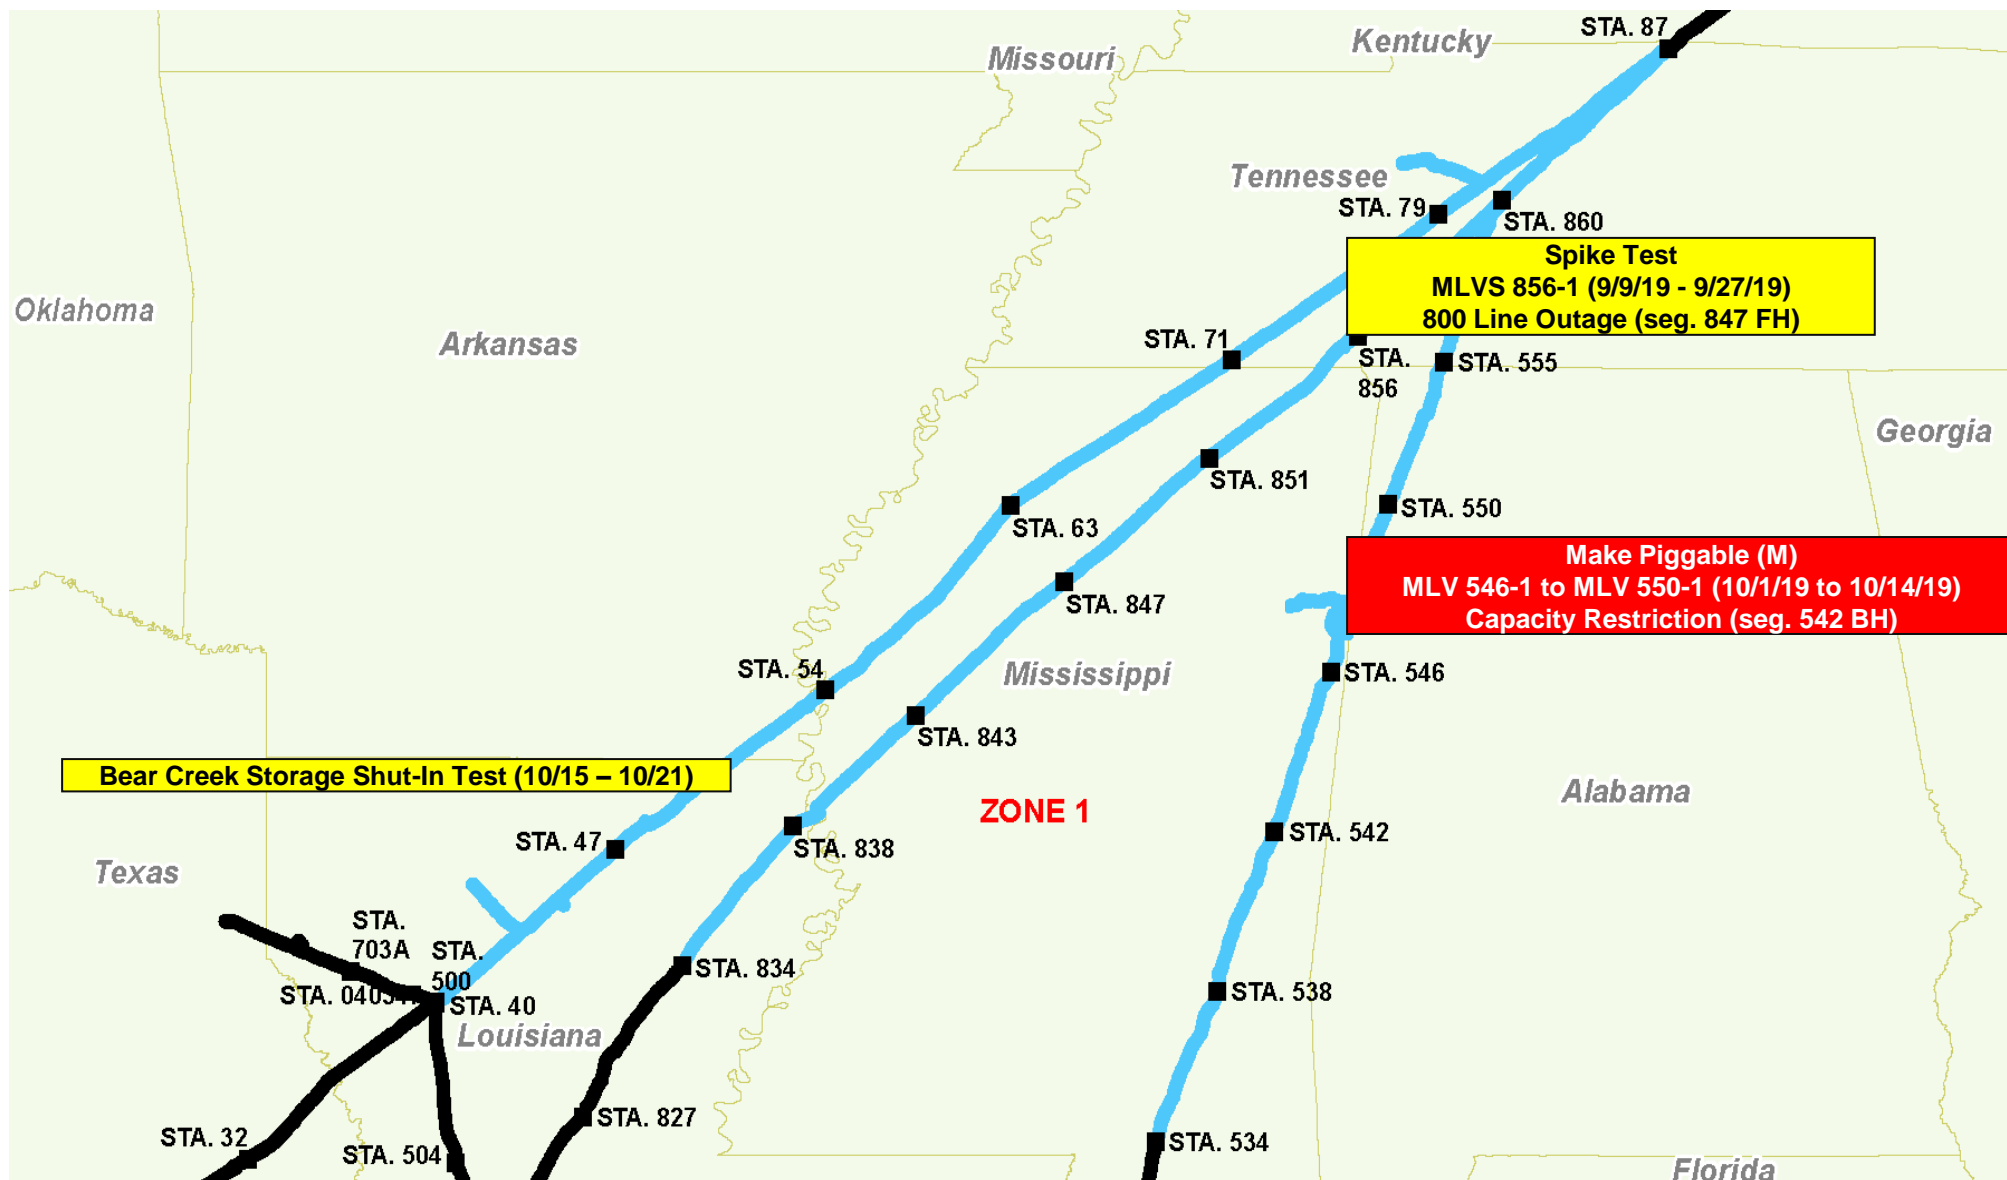 STA. 87
Kentucky
Missouri
Tennessee
STA. 79
STA. 860
Spike Test
MLVS 856-1 (9/9/19 - 9/27/19)
800 Line Outage (seg. 847 FH)
Oklahoma
Arkansas
STA. 71
STA.
856
STA. 555
Georgia
STA. 851
STA. 63
STA. 550
Make Piggable (M)
MLV 546-1 to MLV 550-1 (10/1/19 to 10/14/19)
Capacity Restriction (seg. 542 BH)
STA. 847
STA. 54
Mississippi
STA. 546
STA. 843
Bear Creek Storage Shut-In Test (10/15 – 10/21)
ZONE 1
Alabama
STA. 47
STA. 838
STA. 542
Texas
STA.
703A
STA.
500
STA. 834
STA. 538
STA.
STA. 40
Louisiana
STA. 827
STA. 32
STA. 504
STA. 534
Florida